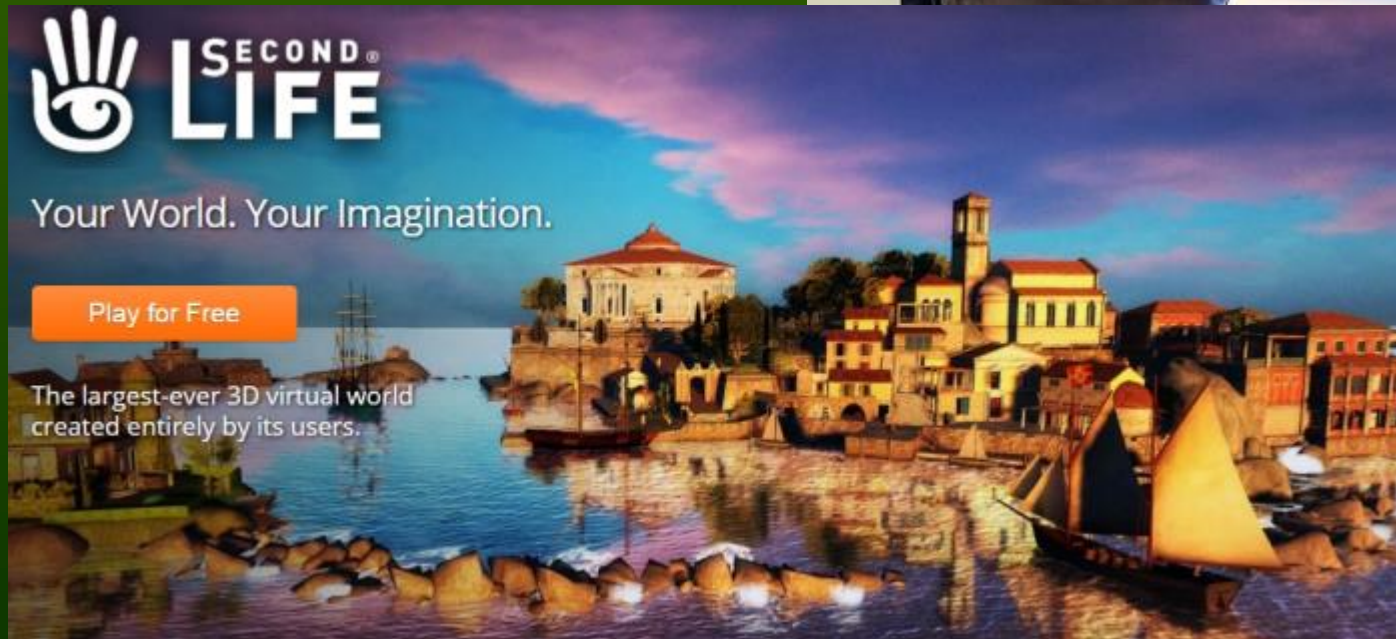 SECOND®
LIFE
Your World. Your Imagination.
Play for Free
The largest-ever 3D virtual world
created entirely by its users.